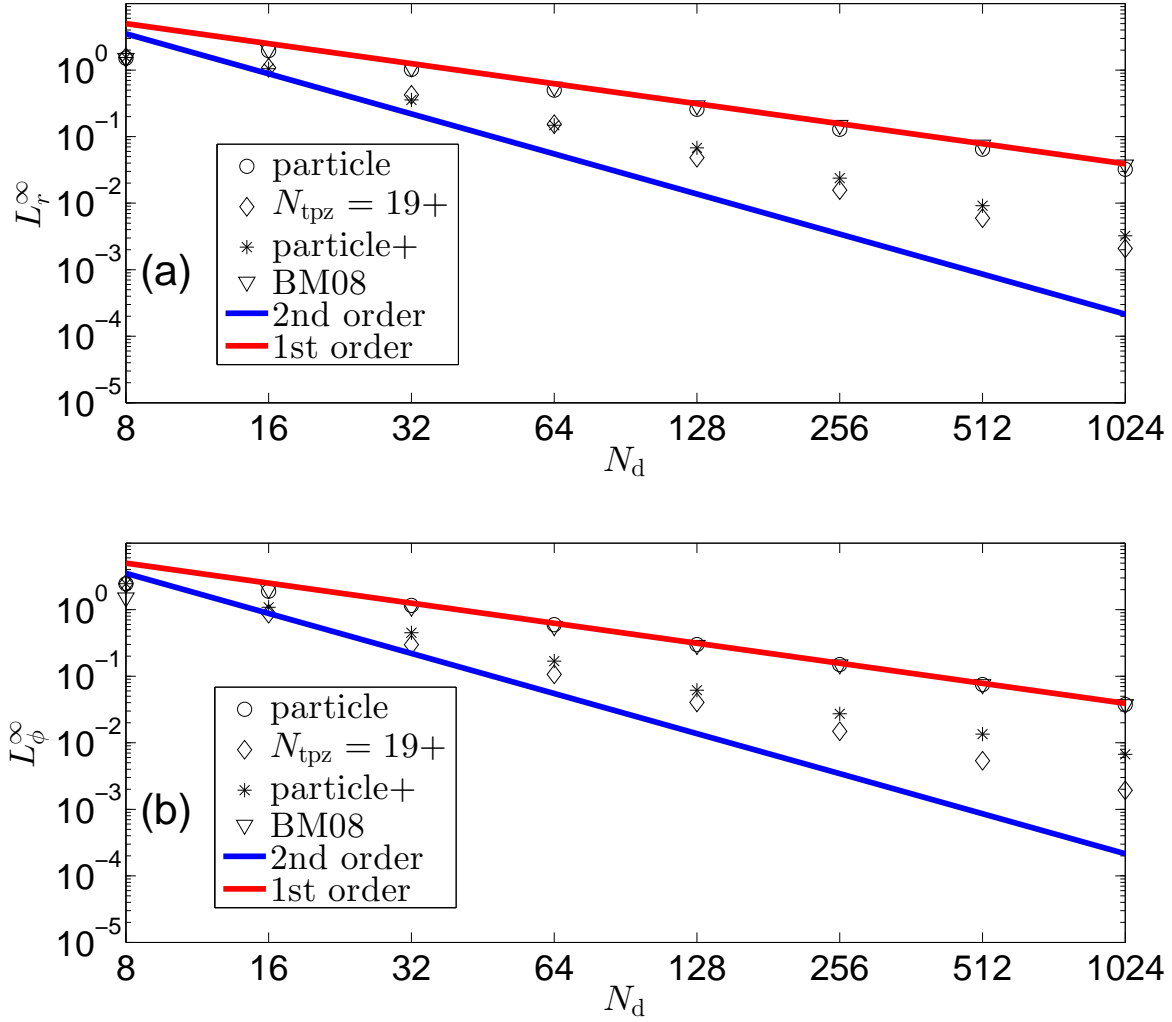 10^0
10^−1
10^−2
10^−3
10^−4
10^−5
L_r^∞
(a)
particle
N_tpz = 19+
particle+
BM08
2nd order
1st order
8 16 32 64 128 256 512 1024
N_d
10^0
10^−1
10^−2
10^−3
10^−4
10^−5
L_ϕ^∞
(b)
particle
N_tpz = 19+
particle+
BM08
2nd order
1st order
8 16 32 64 128 256 512 1024
N_d